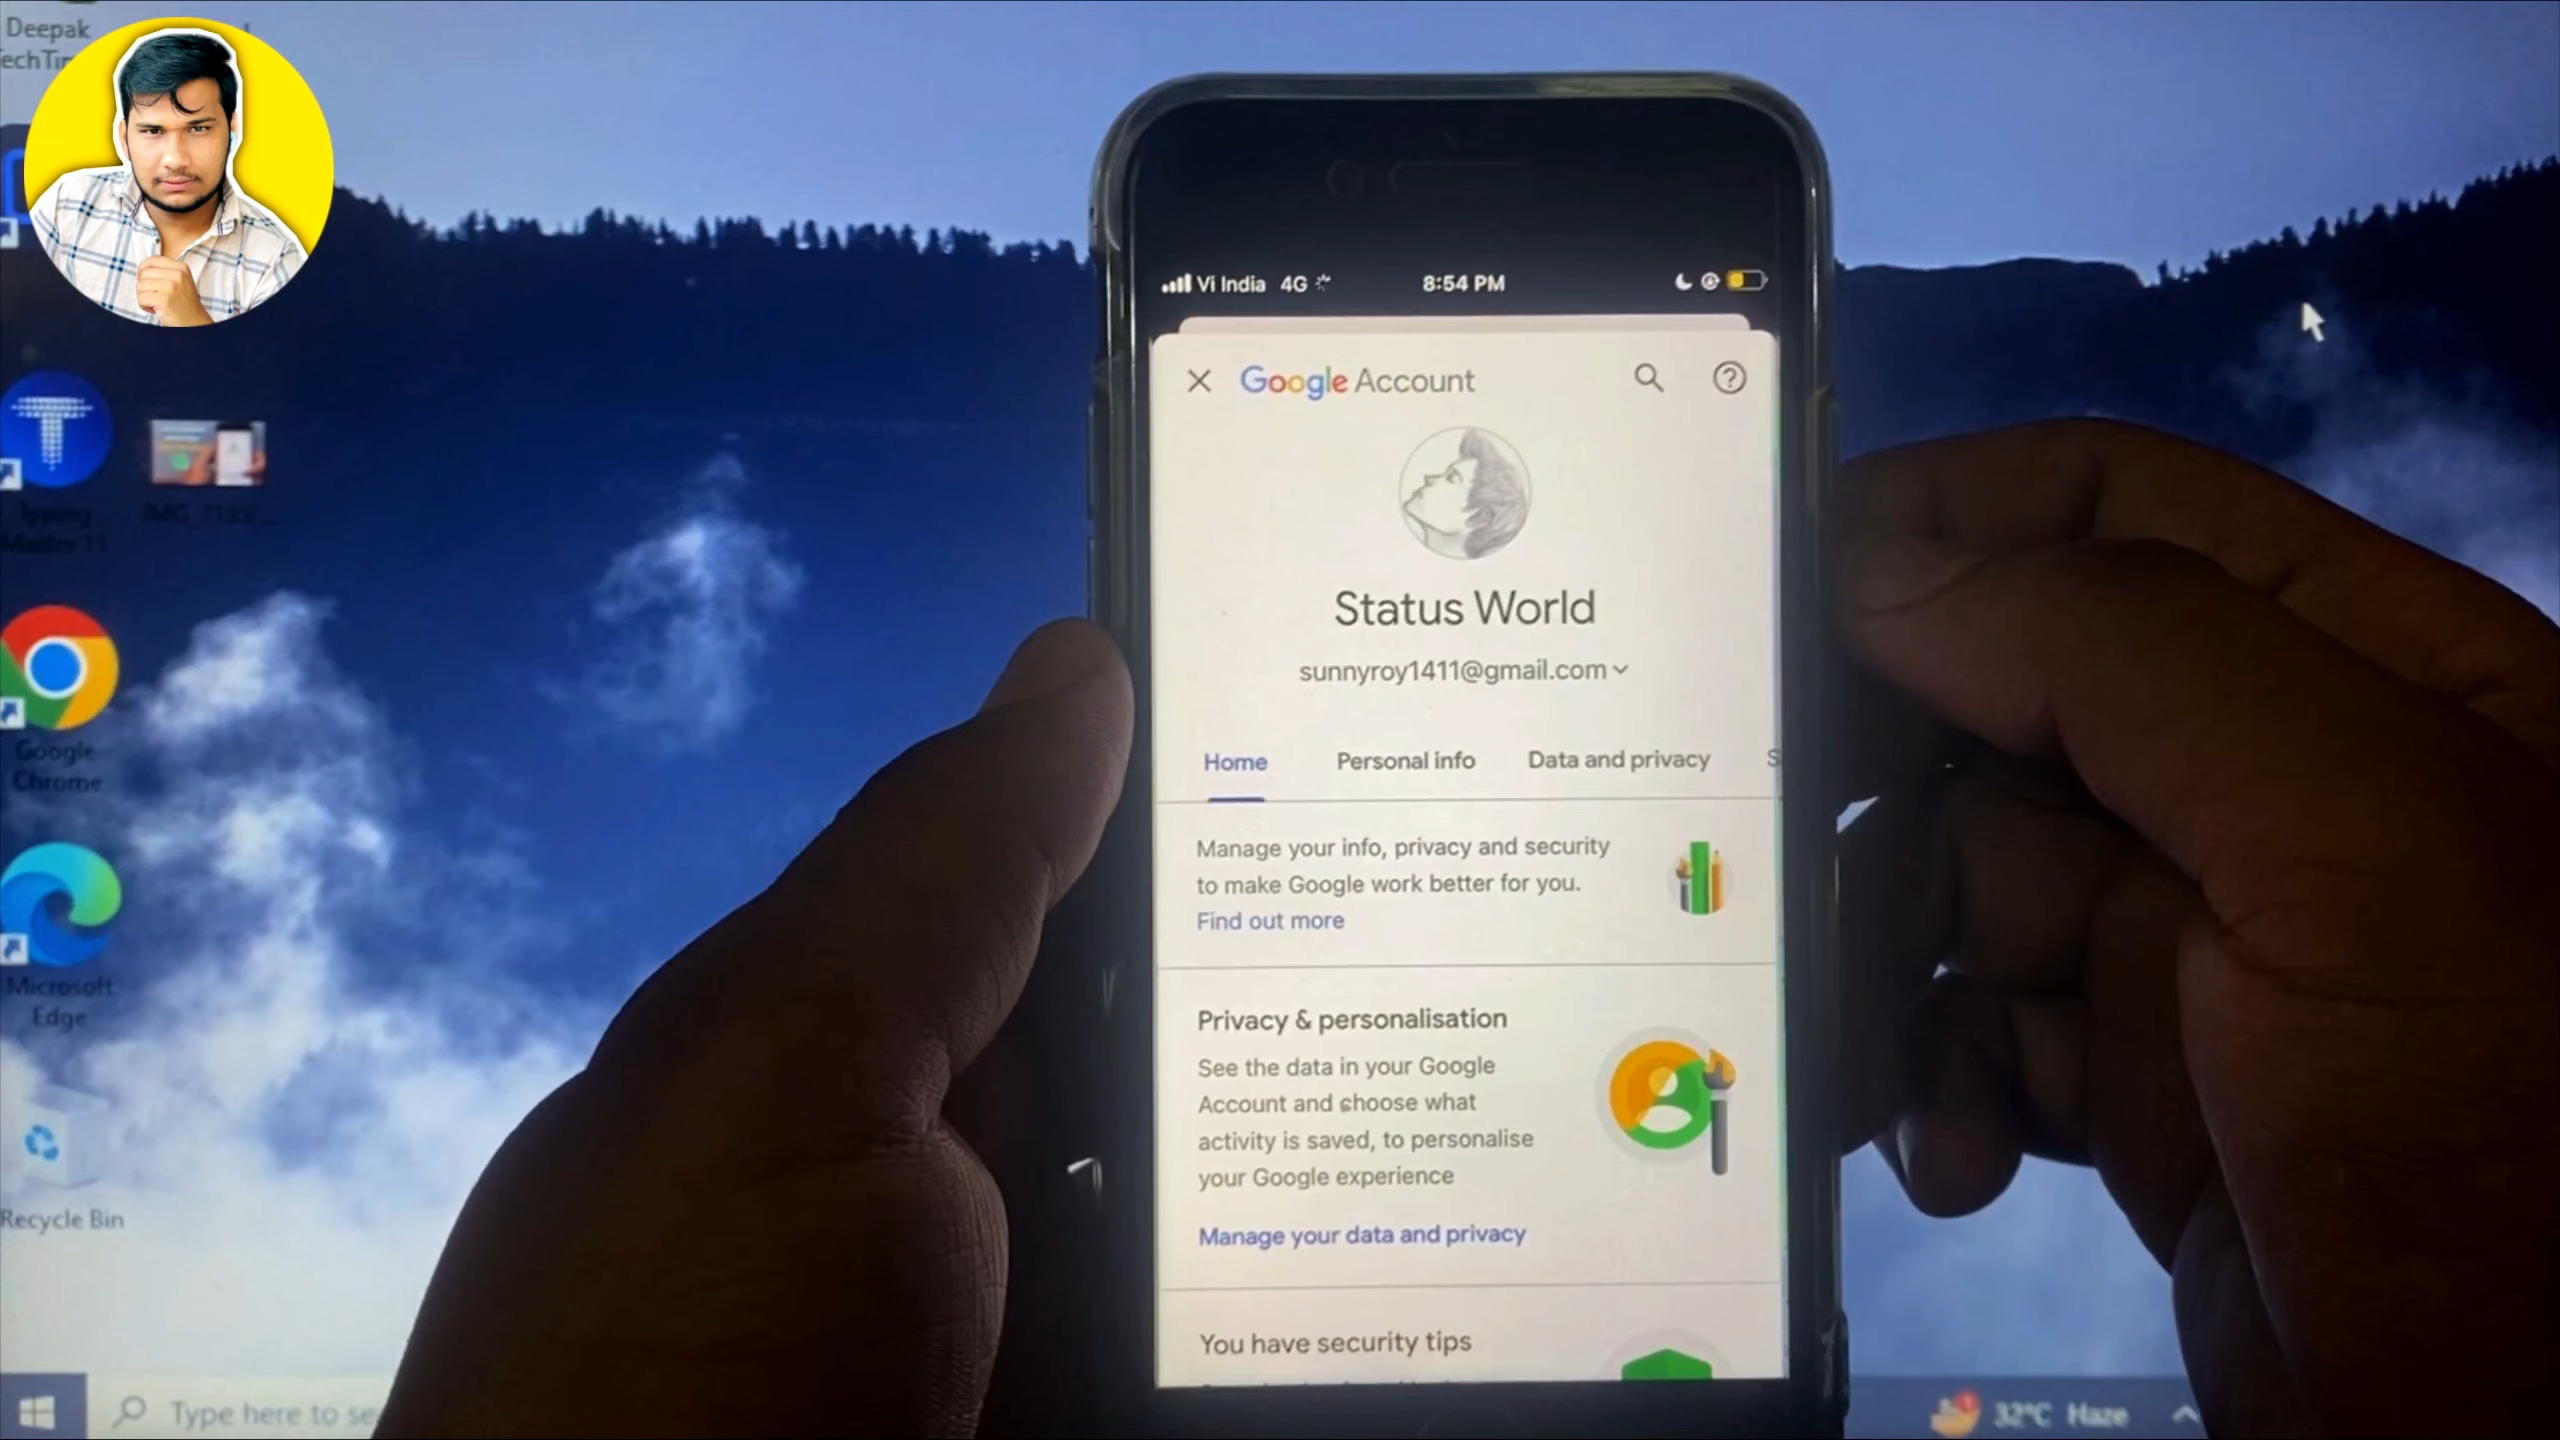 Deepak
Typing
Master 11
IMG_7135...
Google
Chrome
Microsoft
Edge
Recycle Bin
Type here to se
32°C Haze
Vi India 4G 8:54 PM
Google Account
Status World
sunnyroy1411@gmail.com
Home Personal info Data and privacy S
Manage your info, privacy and security
to make Google work better for you.
Find out more
Privacy & personalisation
See the data in your Google
Account and choose what
activity is saved, to personalise
your Google experience
Manage your data and privacy
You have security tips